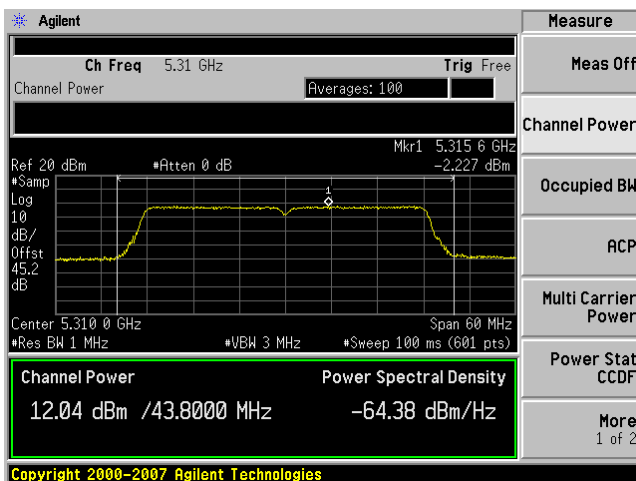 Agilent
Measure
Ch Freq 5.31 GHz Trig Free
Channel Power Averages: 100
Mkr1 5.315 6 GHz
Ref 20 dBm #Atten 0 dB -2.227 dBm
#Samp
Log
10
dB/
Offst
45.2
dB
1
Center 5.310 0 GHz Span 60 MHz
#Res BW 1 MHz #VBW 3 MHz #Sweep 100 ms (601 pts)
Channel Power Power Spectral Density
12.04 dBm /43.8000 MHz -64.38 dBm/Hz
Copyright 2000-2007 Agilent Technologies
Meas Off
Channel Power
Occupied BW
ACP
Multi Carrier
Power
Power Stat
CCDF
More
1 of 2